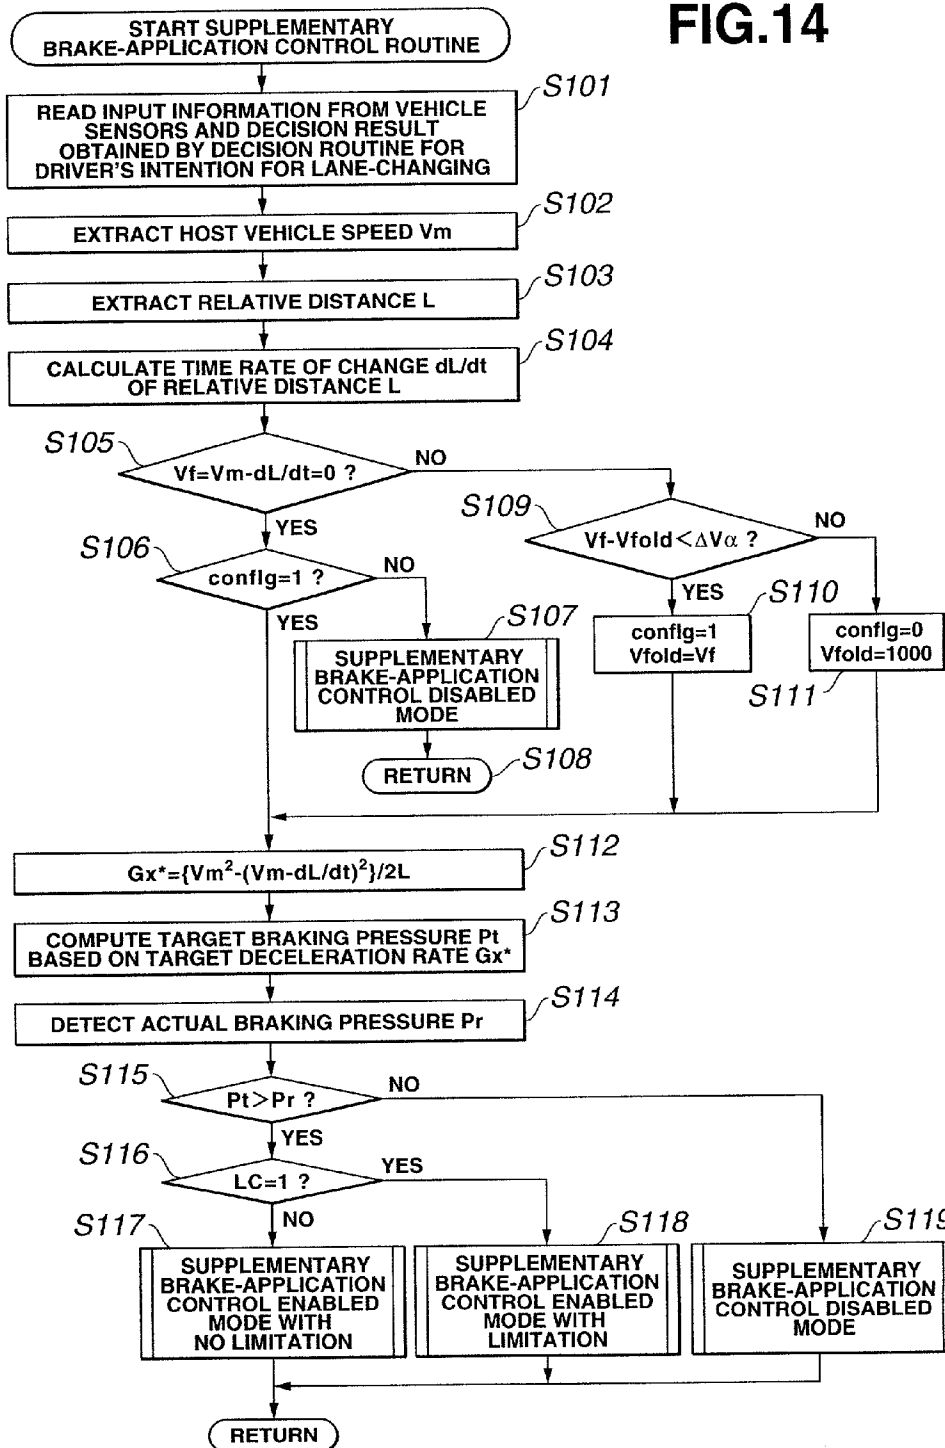 FIG.14
START SUPPLEMENTARY
BRAKE-APPLICATION CONTROL ROUTINE
S101
READ INPUT INFORMATION FROM VEHICLE
SENSORS AND DECISION RESULT
OBTAINED BY DECISION ROUTINE FOR
DRIVER'S INTENTION FOR LANE-CHANGING
S102
EXTRACT HOST VEHICLE SPEED Vm
S103
EXTRACT RELATIVE DISTANCE L
S104
CALCULATE TIME RATE OF CHANGE dL/dt
OF RELATIVE DISTANCE L
S105
Vf=Vm-dL/dt=0 ?
NO
YES
S109
Vf-Vfold<ΔVα ?
NO
YES
S106
conflg=1 ?
NO
YES
S107
SUPPLEMENTARY
BRAKE-APPLICATION
CONTROL DISABLED
MODE
RETURN
S108
S110
conflg=1
Vfold=Vf
conflg=0
Vfold=1000
S111
S112
Gx*={Vm²-(Vm-dL/dt)²}/2L
S113
COMPUTE TARGET BRAKING PRESSURE Pt
BASED ON TARGET DECELERATION RATE Gx*
S114
DETECT ACTUAL BRAKING PRESSURE Pr
S115
Pt>Pr ?
NO
YES
S116
LC=1 ?
YES
NO
S117
SUPPLEMENTARY
BRAKE-APPLICATION
CONTROL ENABLED
MODE WITH
NO LIMITATION
S118
SUPPLEMENTARY
BRAKE-APPLICATION
CONTROL ENABLED
MODE WITH
LIMITATION
S119
SUPPLEMENTARY
BRAKE-APPLICATION
CONTROL DISABLED
MODE
RETURN